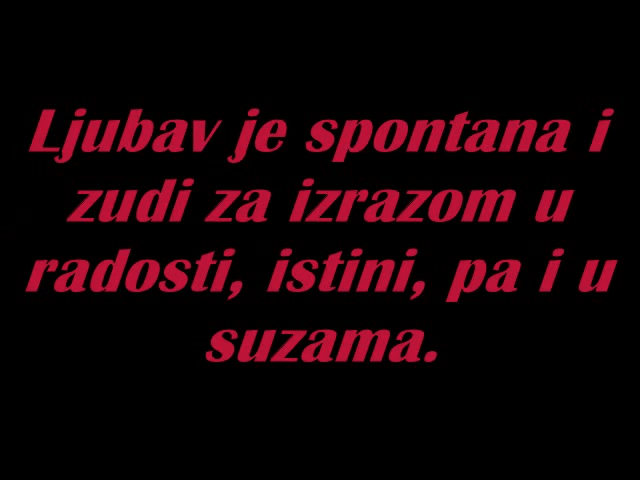 Ljubav je spontana i
zudi za izrazom u
radosti, istini, pa i u
suzama.